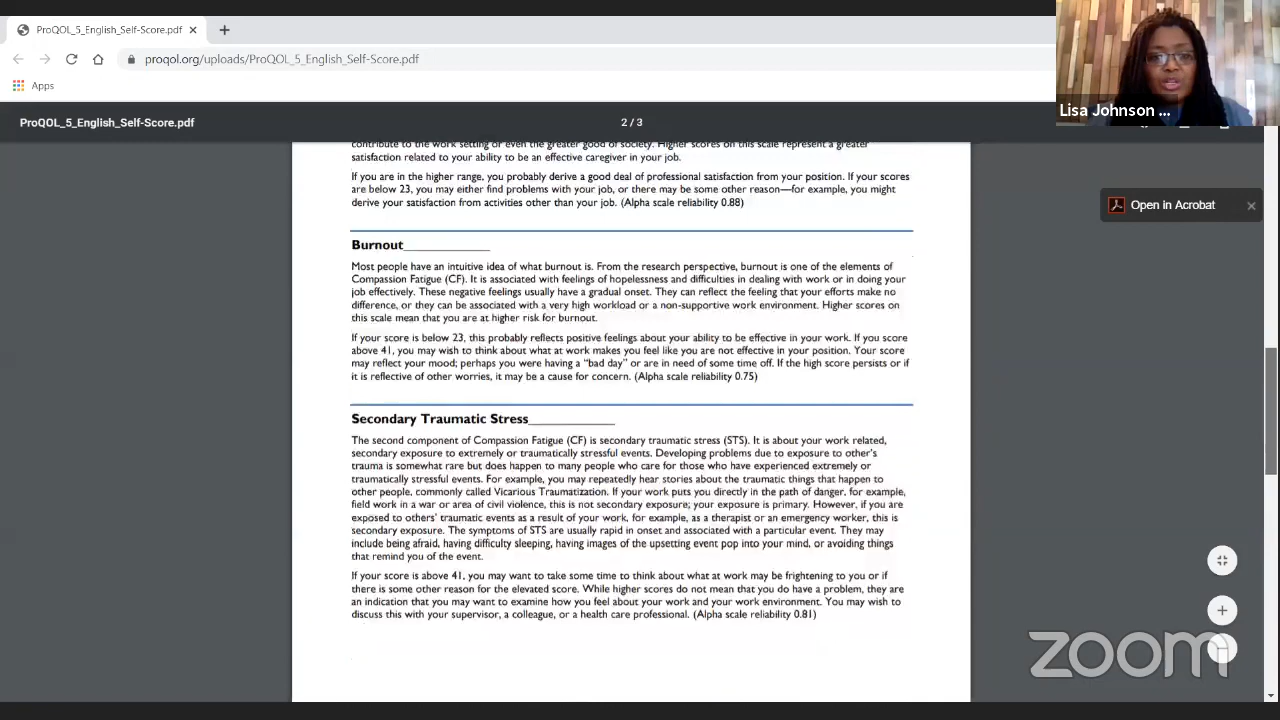 ProQOL_5_English_Self-Score.pdf
proqol.org/uploads/ProQOL_5_English_Self-Score.pdf
Apps
Lisa Johnson ...
ProQOL_5_English_Self-Score.pdf
2 / 3
Open in Acrobat
contribute to the work setting or even the greater good of society. Higher scores on this scale represent a greater
satisfaction related to your ability to be an effective caregiver in your job.
If you are in the higher range, you probably derive a good deal of professional satisfaction from your position. If your scores
are below 23, you may either find problems with your job, or there may be some other reason—for example, you might
derive your satisfaction from activities other than your job. (Alpha scale reliability 0.88)
Burnout____________
Most people have an intuitive idea of what burnout is. From the research perspective, burnout is one of the elements of
Compassion Fatigue (CF). It is associated with feelings of hopelessness and difficulties in dealing with work or in doing your
job effectively. These negative feelings usually have a gradual onset. They can reflect the feeling that your efforts make no
difference, or they can be associated with a very high workload or a non-supportive work environment. Higher scores on
this scale mean that you are at higher risk for burnout.
If your score is below 23, this probably reflects positive feelings about your ability to be effective in your work. If you score
above 41, you may wish to think about what at work makes you feel like you are not effective in your position. Your score
may reflect your mood; perhaps you were having a "bad day" or are in need of some time off. If the high score persists or if
it is reflective of other worries, it may be a cause for concern. (Alpha scale reliability 0.75)
Secondary Traumatic Stress____________
The second component of Compassion Fatigue (CF) is secondary traumatic stress (STS). It is about your work related,
secondary exposure to extremely or traumatically stressful events. Developing problems due to exposure to other's
trauma is somewhat rare but does happen to many people who care for those who have experienced extremely or
traumatically stressful events. For example, you may repeatedly hear stories about the traumatic things that happen to
other people, commonly called Vicarious Traumatization. If your work puts you directly in the path of danger, for example,
field work in a war or area of civil violence, this is not secondary exposure; your exposure is primary. However, if you are
exposed to others' traumatic events as a result of your work, for example, as a therapist or an emergency worker, this is
secondary exposure. The symptoms of STS are usually rapid in onset and associated with a particular event. They may
include being afraid, having difficulty sleeping, having images of the upsetting event pop into your mind, or avoiding things
that remind you of the event.
If your score is above 41, you may want to take some time to think about what at work may be frightening to you or if
there is some other reason for the elevated score. While higher scores do not mean that you do have a problem, they are
an indication that you may want to examine how you feel about your work and your work environment. You may wish to
discuss this with your supervisor, a colleague, or a health care professional. (Alpha scale reliability 0.81)
zoom